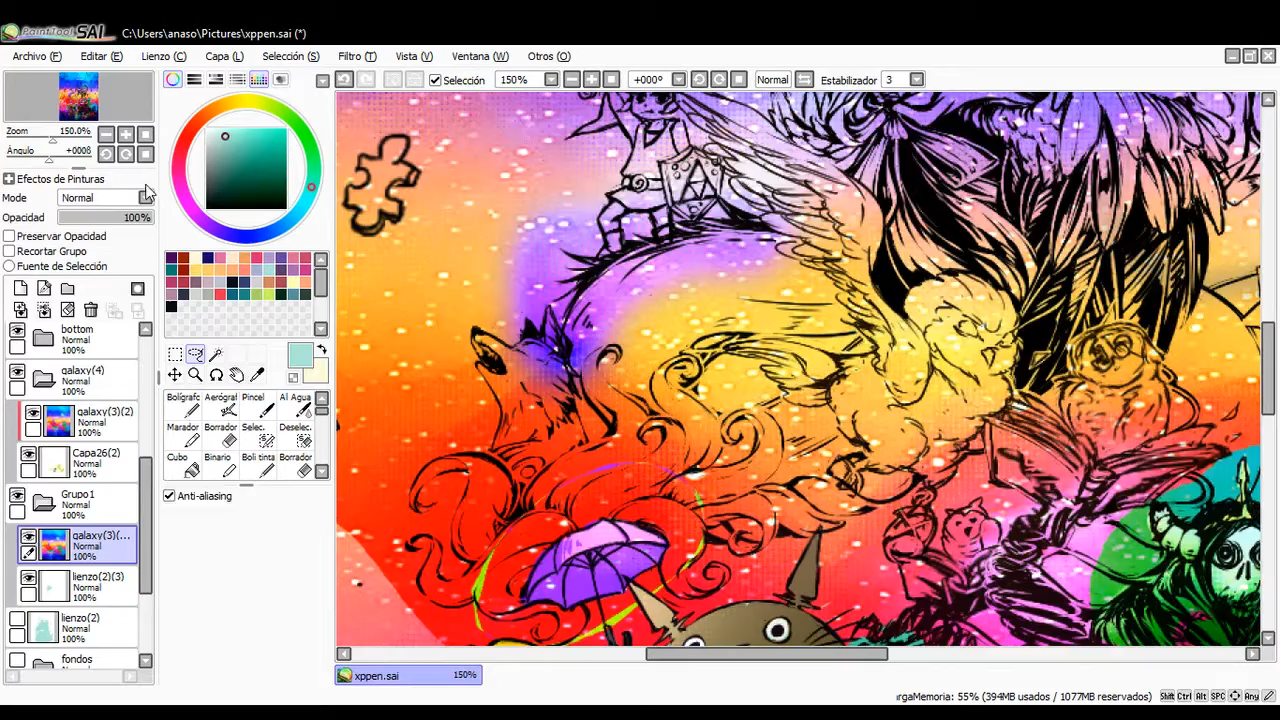 PaintTool SAI C:\Users\anaso\Pictures\xppen.sai (*)
Archivo (F) Editar (E) Lienzo (C) Capa (L) Selección (S) Filtro (T) Vista (V) Ventana (W) Otros (O)
Selección 150% +000º Normal Estabilizador 3
Zoom 150.0%
Ángulo +000ß
Efectos de Pinturas
Mode Normal
Opacidad 100%
Preservar Opacidad
Recortar Grupo
Fuente de Selección
bottom
Normal
100%
galaxy(4)
Normal
100%
galaxy(3)(2)
Normal
100%
Capa26(2)
Normal
100%
Grupo1
Normal
100%
galaxy(3)(...
Normal
100%
lienzo(2)(3)
Normal
100%
lienzo(2)
Normal
100%
fondos
Normal
Bolígrafo Aerógraf Pincel Al Agua
Marador Borrador Selec. Deselec.
Cubo Binario Boli tinta Borrador
Anti-aliasing
xppen.sai 150%
rgaMemoria: 55% (394MB usados / 1077MB reservados) Shift Ctrl Alt SPC Any